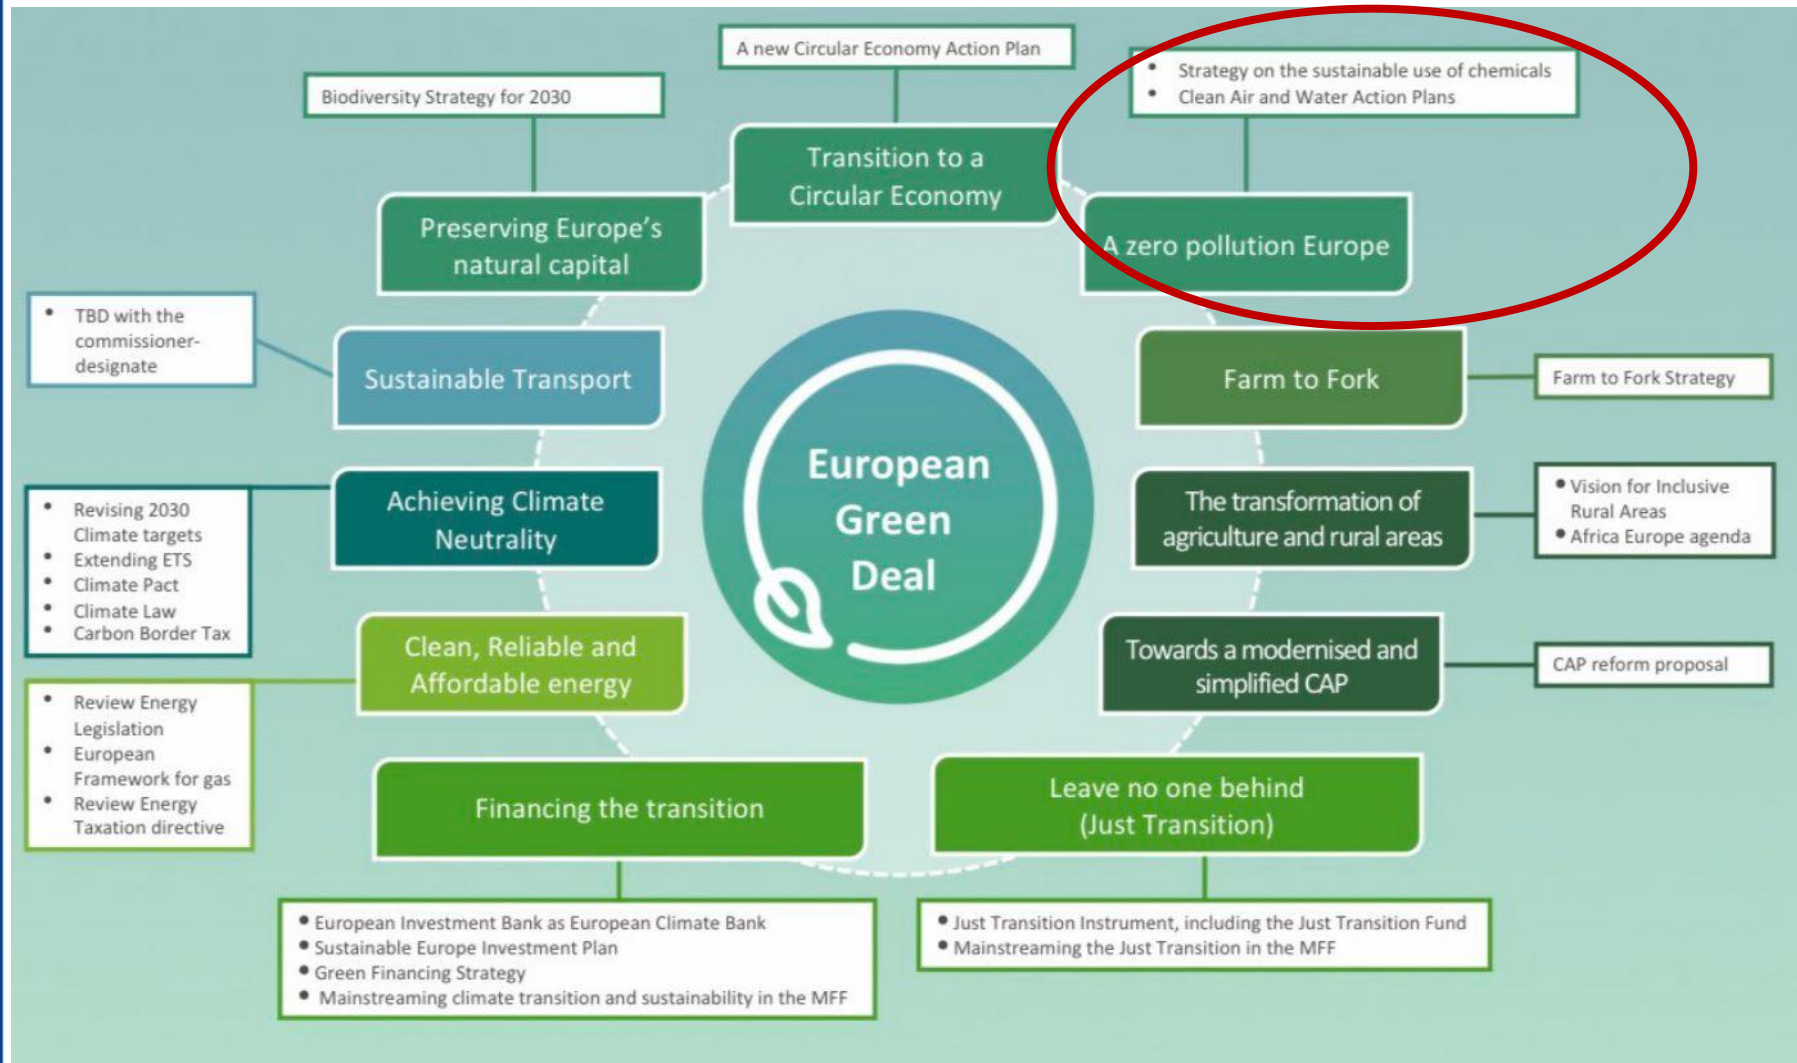 A new Circular Economy Action Plan
• Strategy on the sustainable use of chemicals
• Clean Air and Water Action Plans
Biodiversity Strategy for 2030
Transition to a
Circular Economy
Preserving Europe's
natural capital
A zero pollution Europe
• TBD with the
commissioner-
designate
Sustainable Transport
Farm to Fork
Farm to Fork Strategy
European
Green
Deal
• Revising 2030
Climate targets
• Extending ETS
• Climate Pact
• Climate Law
• Carbon Border Tax
Achieving Climate
Neutrality
The transformation of
agriculture and rural areas
• Vision for Inclusive
Rural Areas
• Africa Europe agenda
Clean, Reliable and
Affordable energy
Towards a modernised and
simplified CAP
CAP reform proposal
• Review Energy
Legislation
• European
Framework for gas
• Review Energy
Taxation directive
Financing the transition
Leave no one behind
(Just Transition)
• European Investment Bank as European Climate Bank
• Sustainable Europe Investment Plan
• Green Financing Strategy
• Mainstreaming climate transition and sustainability in the MFF
• Just Transition Instrument, including the Just Transition Fund
• Mainstreaming the Just Transition in the MFF